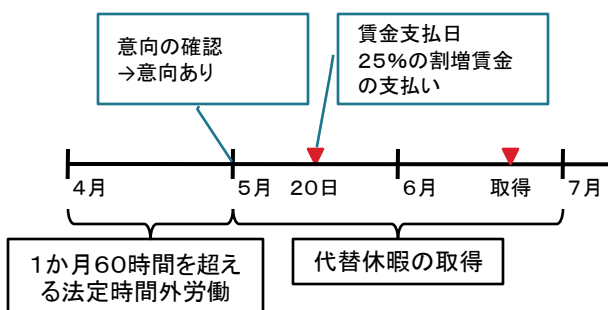 意向の確認
→意向あり
賃金支払日
25%の割増賃金
の支払い
4月
5月
20日
6月
取得
7月
1か月60時間を超え
る法定時間外労働
代替休暇の取得